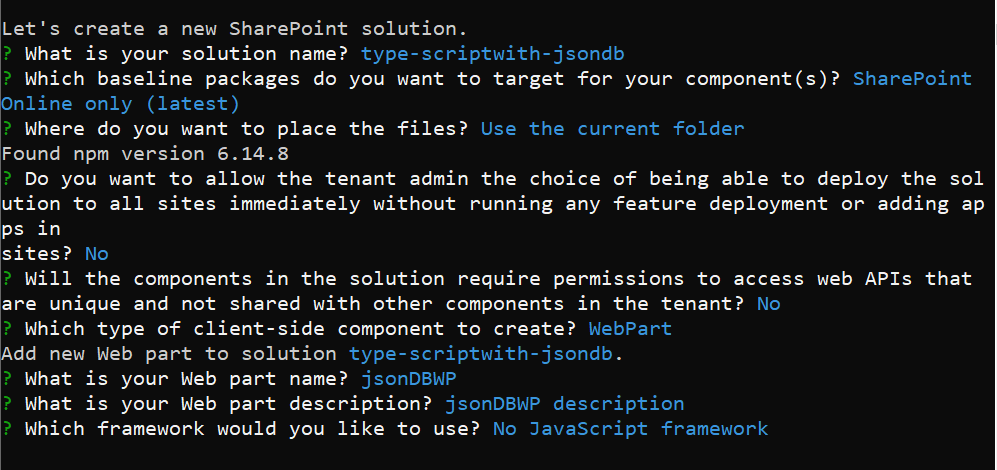 Let's create a new SharePoint solution.
? What is your solution name? type-scriptwith-jsondb
? Which baseline packages do you want to target for your component(s)? SharePoint
Online only (latest)
? Where do you want to place the files? Use the current folder
Found npm version 6.14.8
? Do you want to allow the tenant admin the choice of being able to deploy the sol
ution to all sites immediately without running any feature deployment or adding ap
ps in
sites? No
? Will the components in the solution require permissions to access web APIs that
are unique and not shared with other components in the tenant? No
? Which type of client-side component to create? WebPart
Add new Web part to solution type-scriptwith-jsondb.
? What is your Web part name? jsonDBWP
? What is your Web part description? jsonDBWP description
? Which framework would you like to use? No JavaScript framework